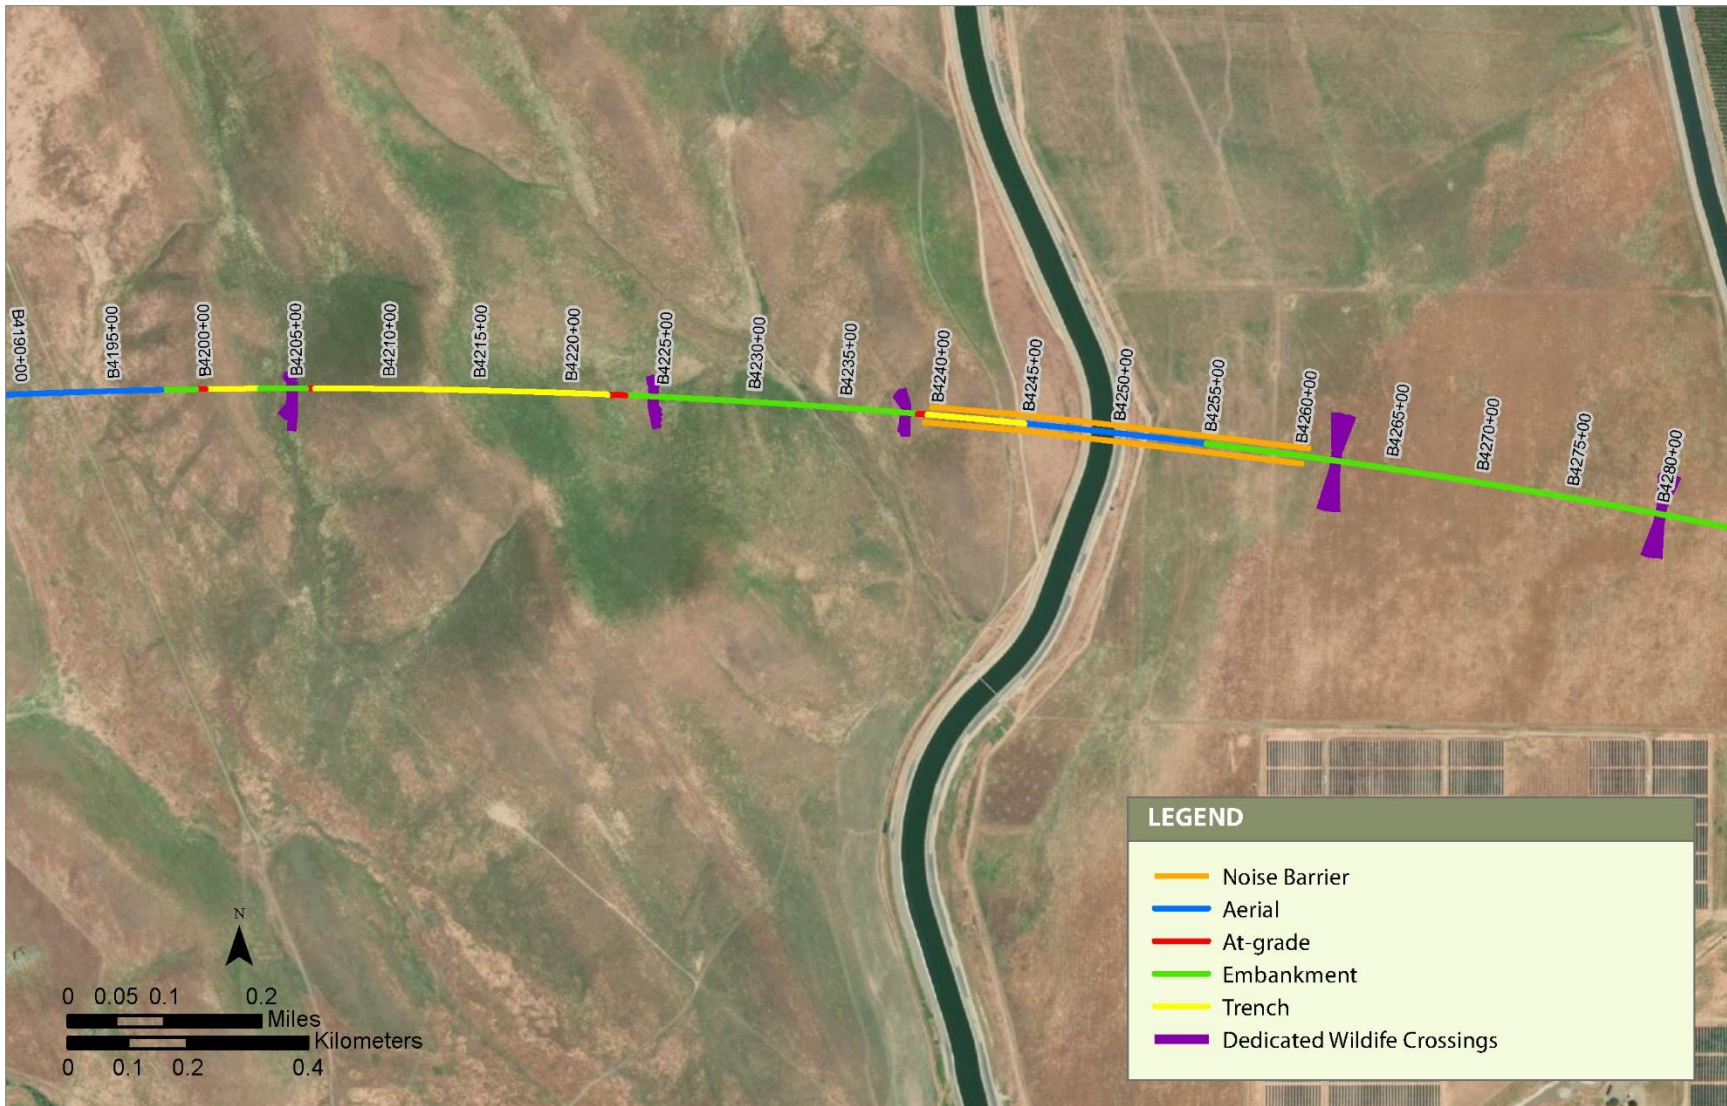 B4190+00
B4195+00
B4200+00
B4205+00
B4210+00
B4215+00
B4220+00
B4225+00
B4230+00
B4235+00
B4240+00
B4245+00
B4250+00
B4255+00
B4260+00
B4265+00
B4270+00
B4275+00
B4280+00
LEGEND
Noise Barrier
Aerial
At-grade
Embankment
Trench
Dedicated Wildife Crossings
N
0 0.05 0.1 0.2
Miles
Kilometers
0 0.1 0.2 0.4